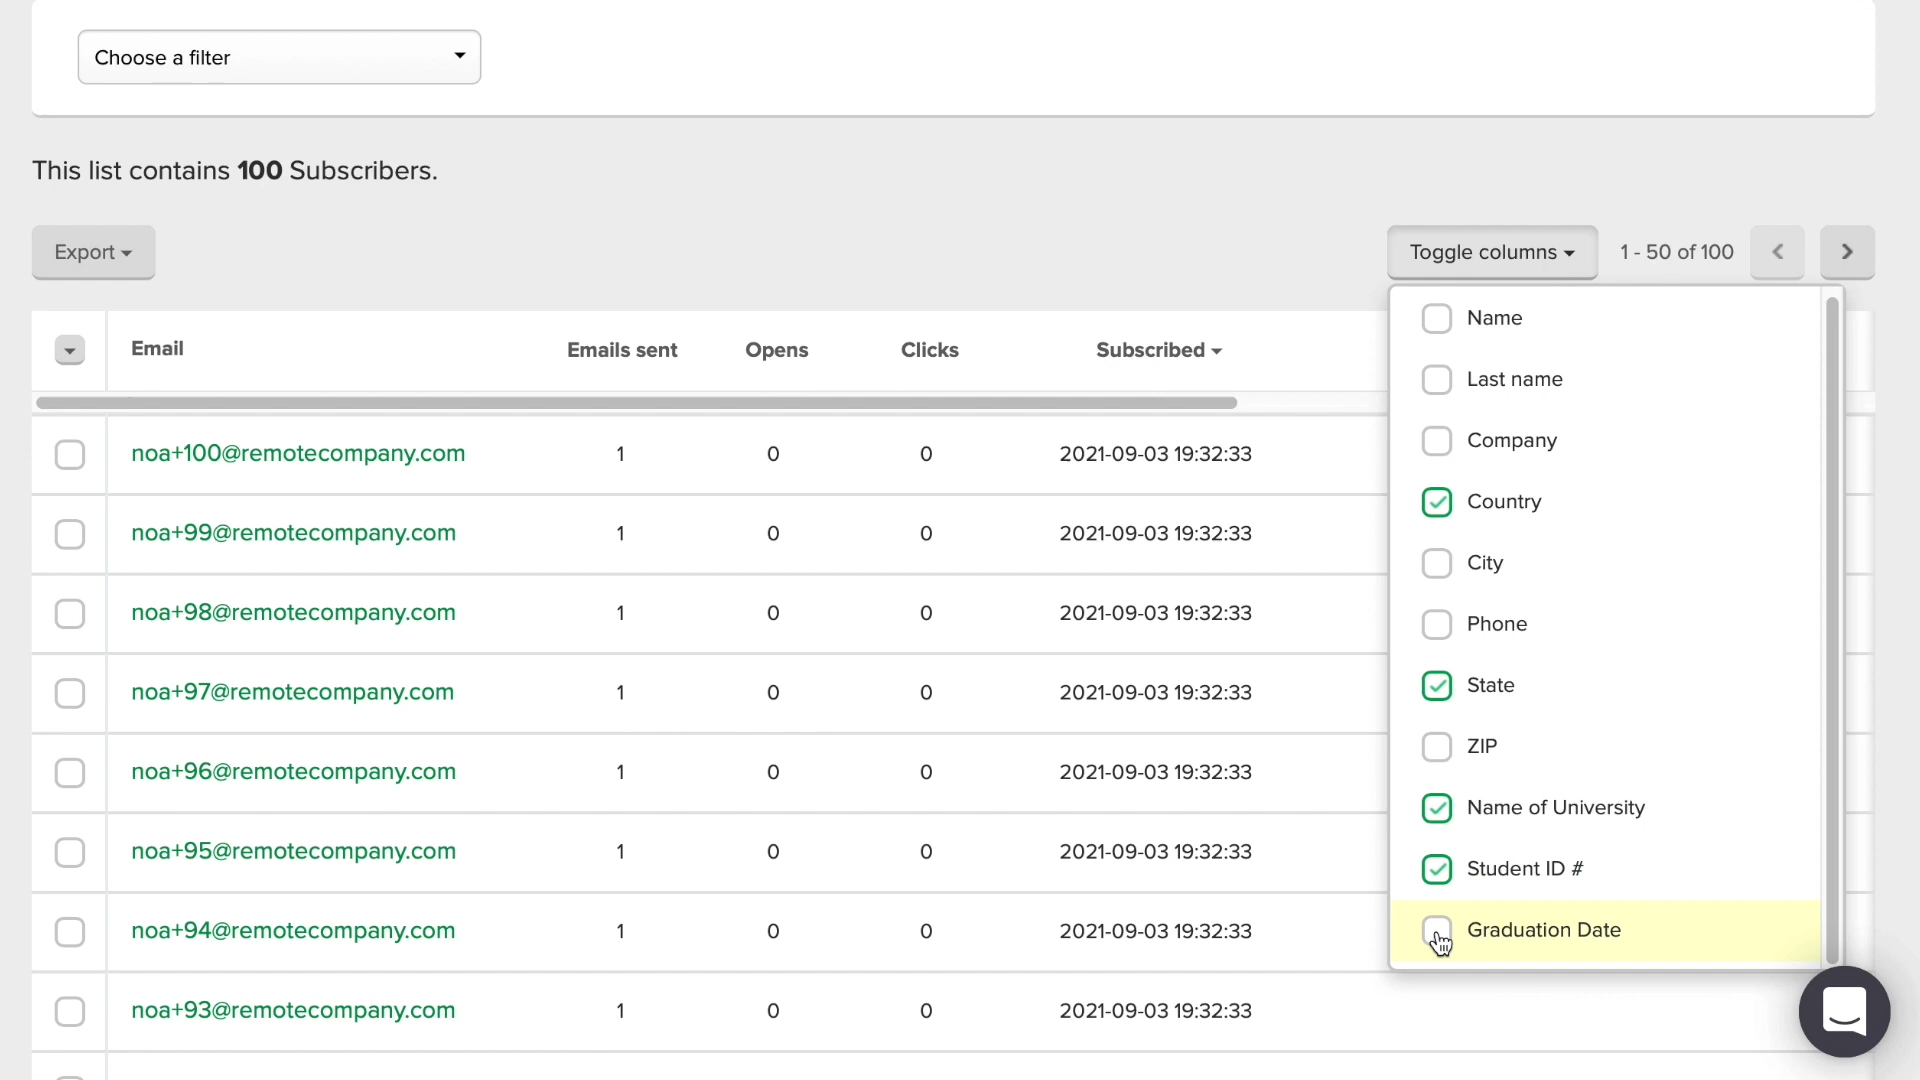 Choose a filter
This list contains 100 Subscribers.
Export
Toggle columns
1 - 50 of 100
Email Emails sent Opens Clicks Subscribed
noa+100@remotecompany.com 1 0 0 2021-09-03 19:32:33
noa+99@remotecompany.com 1 0 0 2021-09-03 19:32:33
noa+98@remotecompany.com 1 0 0 2021-09-03 19:32:33
noa+97@remotecompany.com 1 0 0 2021-09-03 19:32:33
noa+96@remotecompany.com 1 0 0 2021-09-03 19:32:33
noa+95@remotecompany.com 1 0 0 2021-09-03 19:32:33
noa+94@remotecompany.com 1 0 0 2021-09-03 19:32:33
noa+93@remotecompany.com 1 0 0 2021-09-03 19:32:33
Name
Last name
Company
Country
City
Phone
State
ZIP
Name of University
Student ID #
Graduation Date